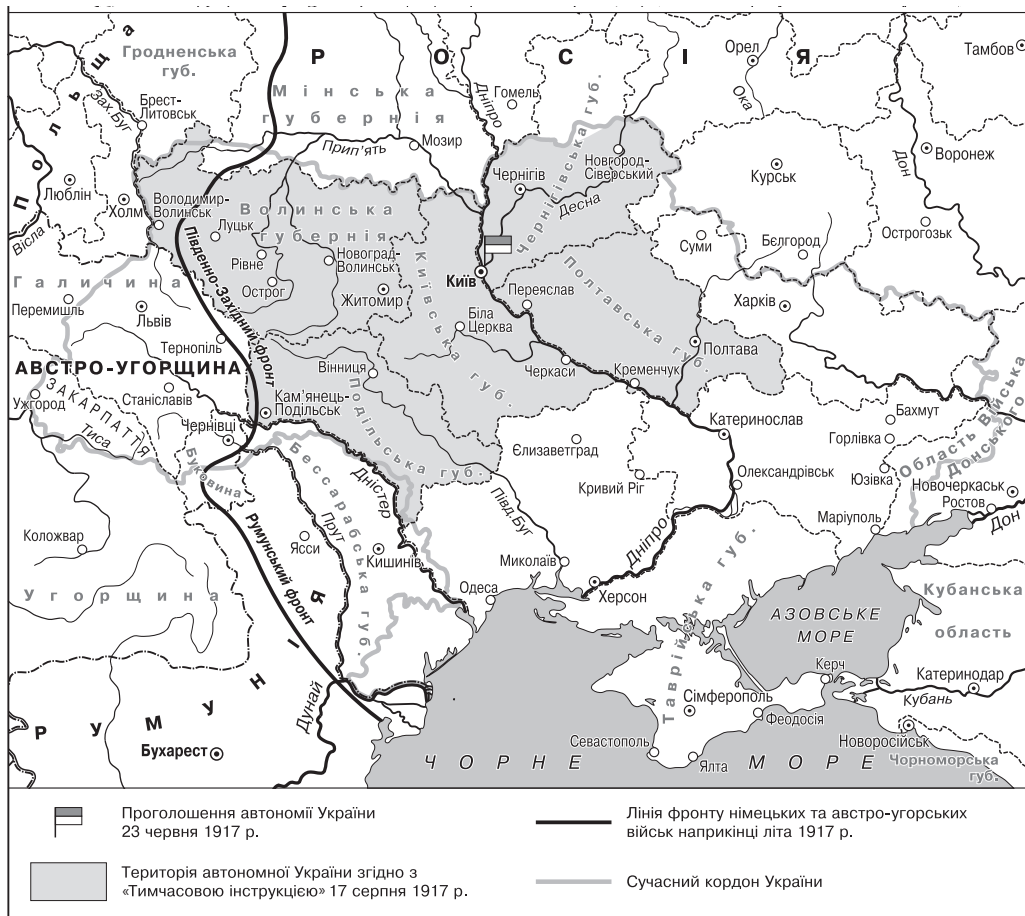 РОСІЯ
Польща
Гродненська
губ.
Зах. Буг
Брест-
Литовськ
Мінська
губернія
Дніпро
Гомель
Орел
Ока
Тамбов
Мозир
Прип'ять
Дон
Воронеж
Люблін
Холм
Вісла
Володимир-
Волинськ
Волинська
губернія
Луцьк
Рівне
Острог
Новоград-
Волинськ
Житомир
Чернігів
Десна
Новгород-
Сіверський
Чернігівська губ.
Курськ
Суми
Бєлгород
Острогозьк
Галичина
Перемишль
Львів
Тернопіль
Південно-Західний фронт
Київ
Київська губ.
Переяслав
Біла
Церква
Полтавська губ.
Полтава
Харків
АВСТРО-УГОРЩИНА
ЗАКАРПАТТЯ
Ужгород
Тиса
Станіславів
Чернівці
Буковина
Кам'янець-
Подільськ
Вінниця
Подільська губ.
Черкаси
Кременчук
Єлизаветград
Катеринослав
Олександрівськ
Кривий Ріг
Бахмут
Горлівка
Юзівка
Область Війська
Донського
Новочеркаськ
Ростов
Дон
Маріуполь
Коложвар
Угорщина
Румунський фронт
Ясси
Прут
Бессарабська губ.
Дністер
Кишинів
Півд. Буг
Миколаїв
Одеса
Херсон
Дніпро
Таврійська губ.
АЗОВСЬКЕ
МОРЕ
Кубанська
область
Керч
Катеринодар
Кубань
Сімферополь
Феодосія
Севастополь
Ялта
Новоросійськ
Чорноморська
губ.
РУМУНІЯ
Дунай
Бухарест
ЧОРНЕ МОРЕ
Проголошення автономії України
23 червня 1917 р.
Лінія фронту німецьких та австро-угорських
військ наприкінці літа 1917 р.
Територія автономної України згідно з
«Тимчасовою інструкцією» 17 серпня 1917 р.
Сучасний кордон України